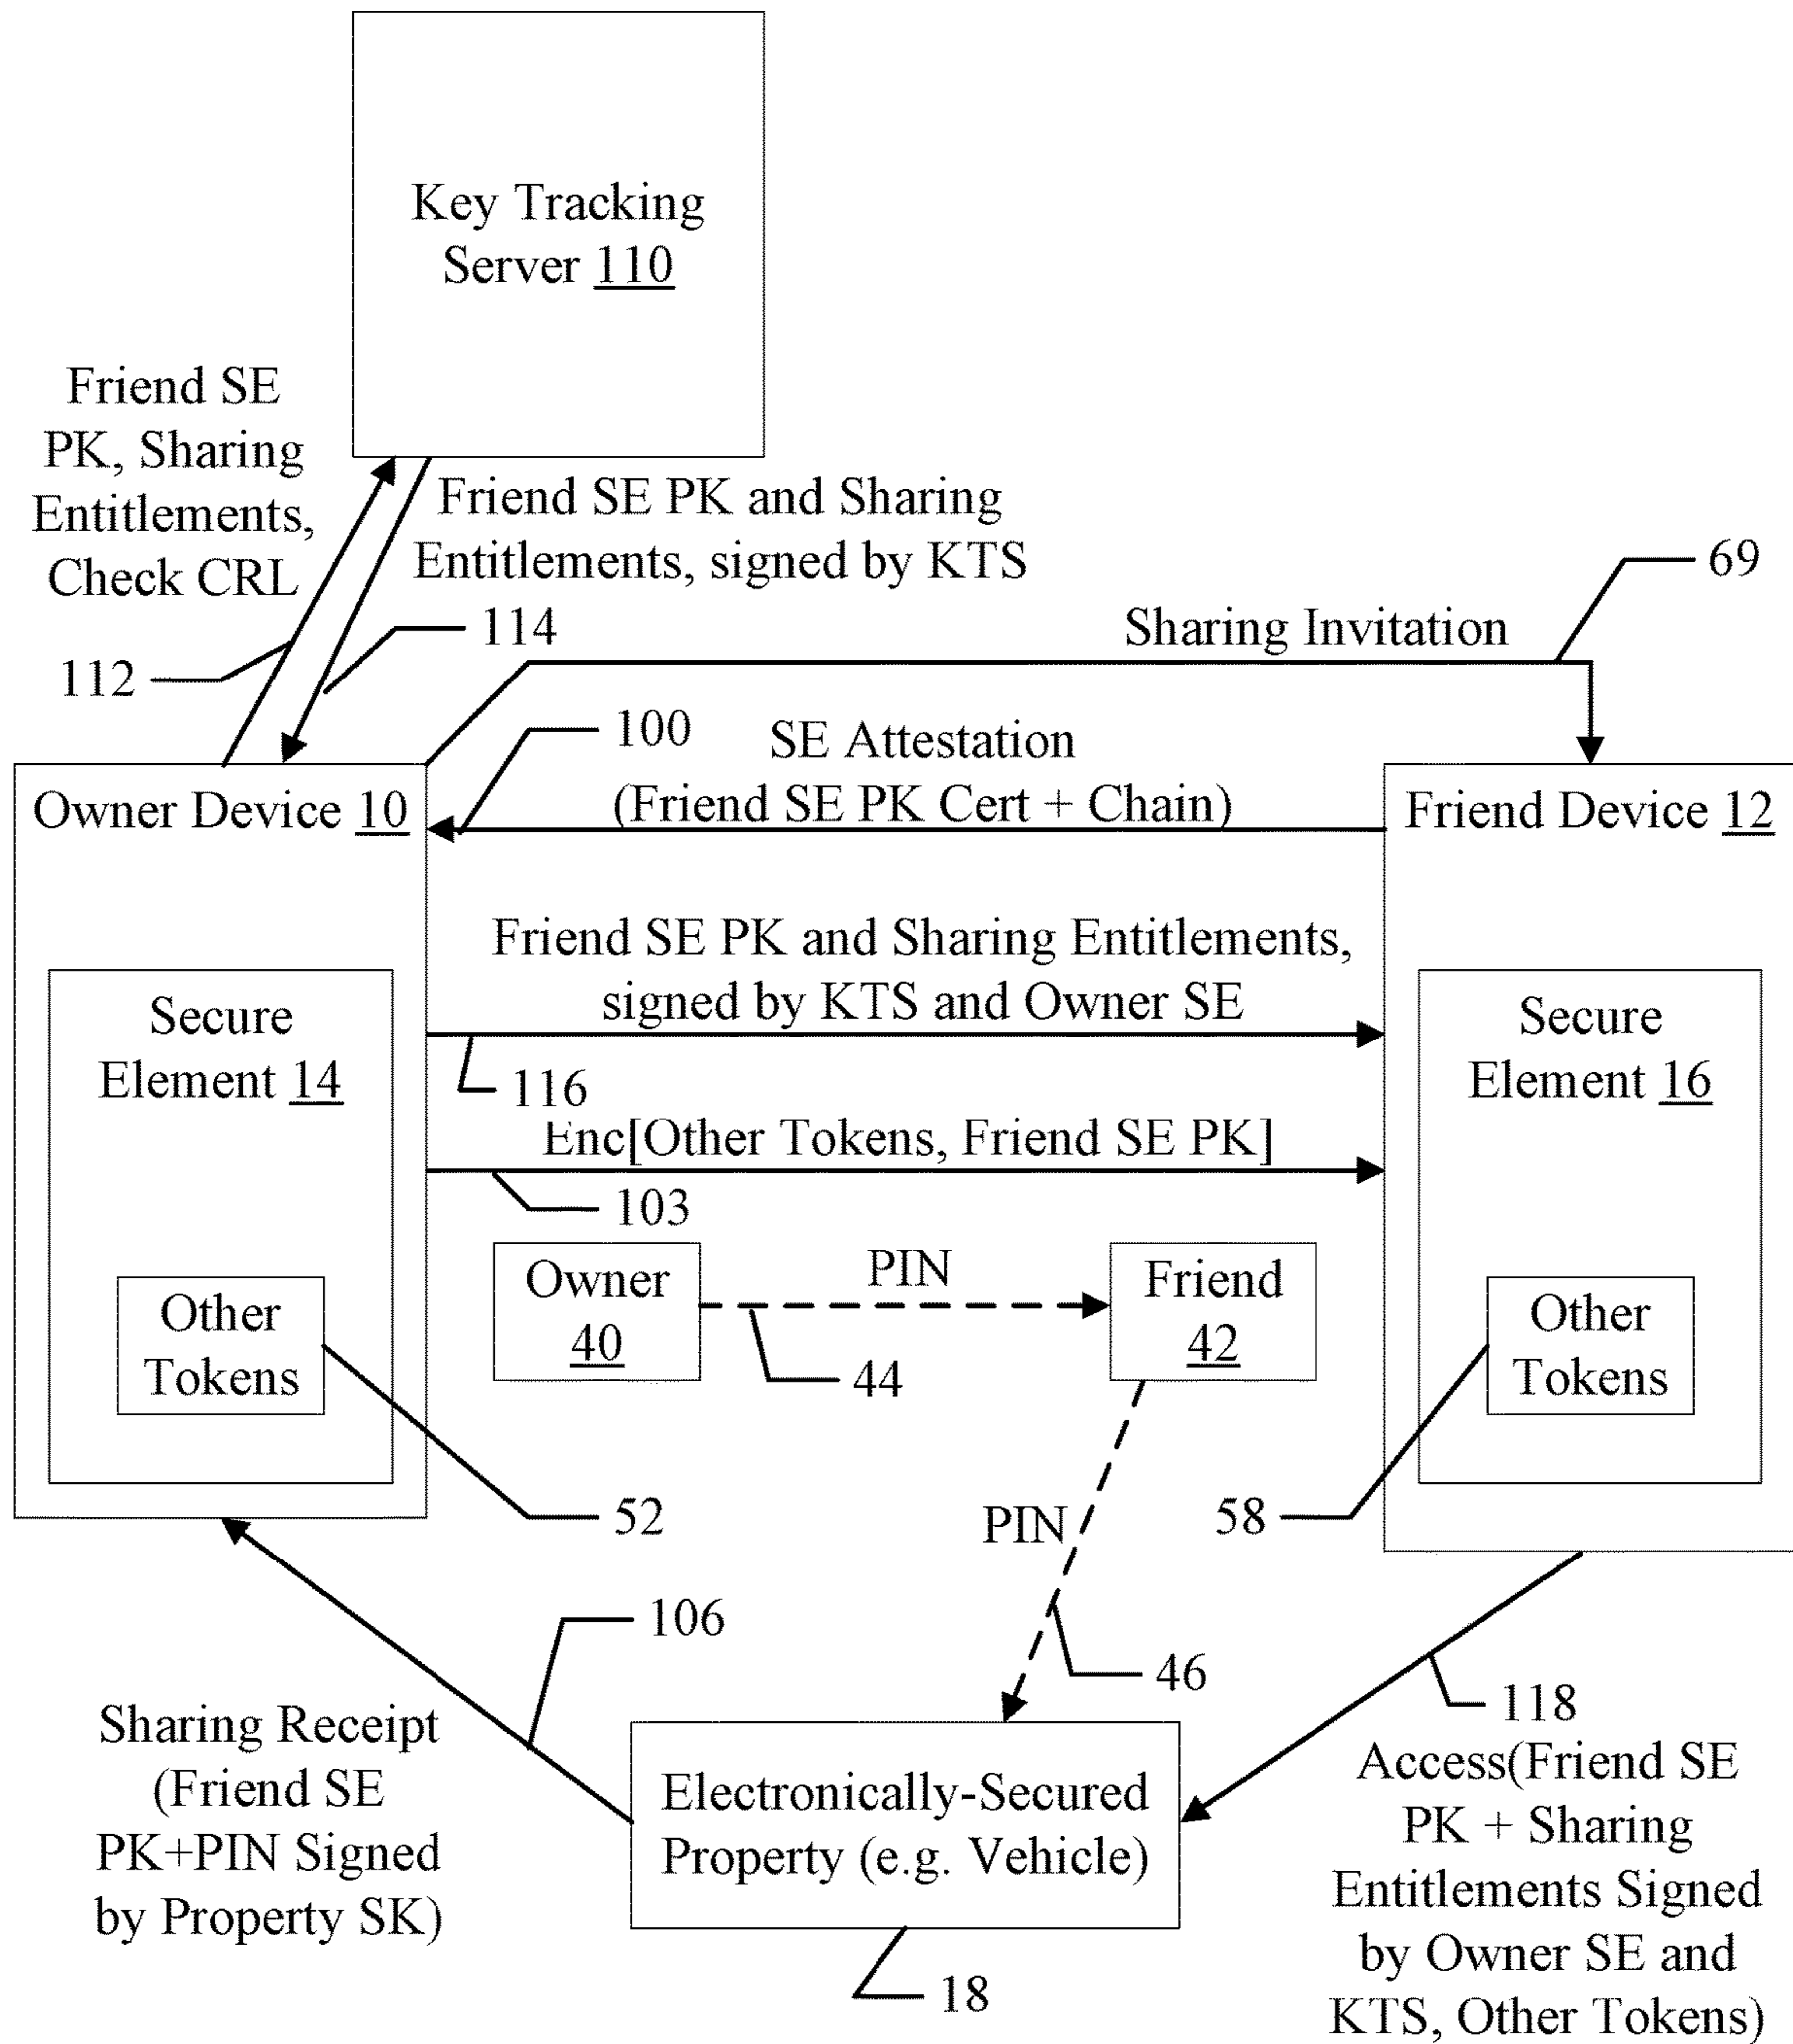 Key Tracking
Server 110
Friend SE
PK, Sharing
Entitlements,
Check CRL
Friend SE PK and Sharing
Entitlements, signed by KTS
69
114
Sharing Invitation
112
100
SE Attestation
(Friend SE PK Cert + Chain)
Owner Device 10
Friend Device 12
Friend SE PK and Sharing Entitlements,
signed by KTS and Owner SE
Secure
Element 14
Secure
Element 16
116
Enc[Other Tokens, Friend SE PK]
103
Owner
40
PIN
Friend
42
44
Other
Tokens
Other
Tokens
52
PIN
58
106
46
118
Sharing Receipt
(Friend SE
PK+PIN Signed
by Property SK)
Electronically-Secured
Property (e.g. Vehicle)
18
Access(Friend SE
PK + Sharing
Entitlements Signed
by Owner SE and
KTS, Other Tokens)